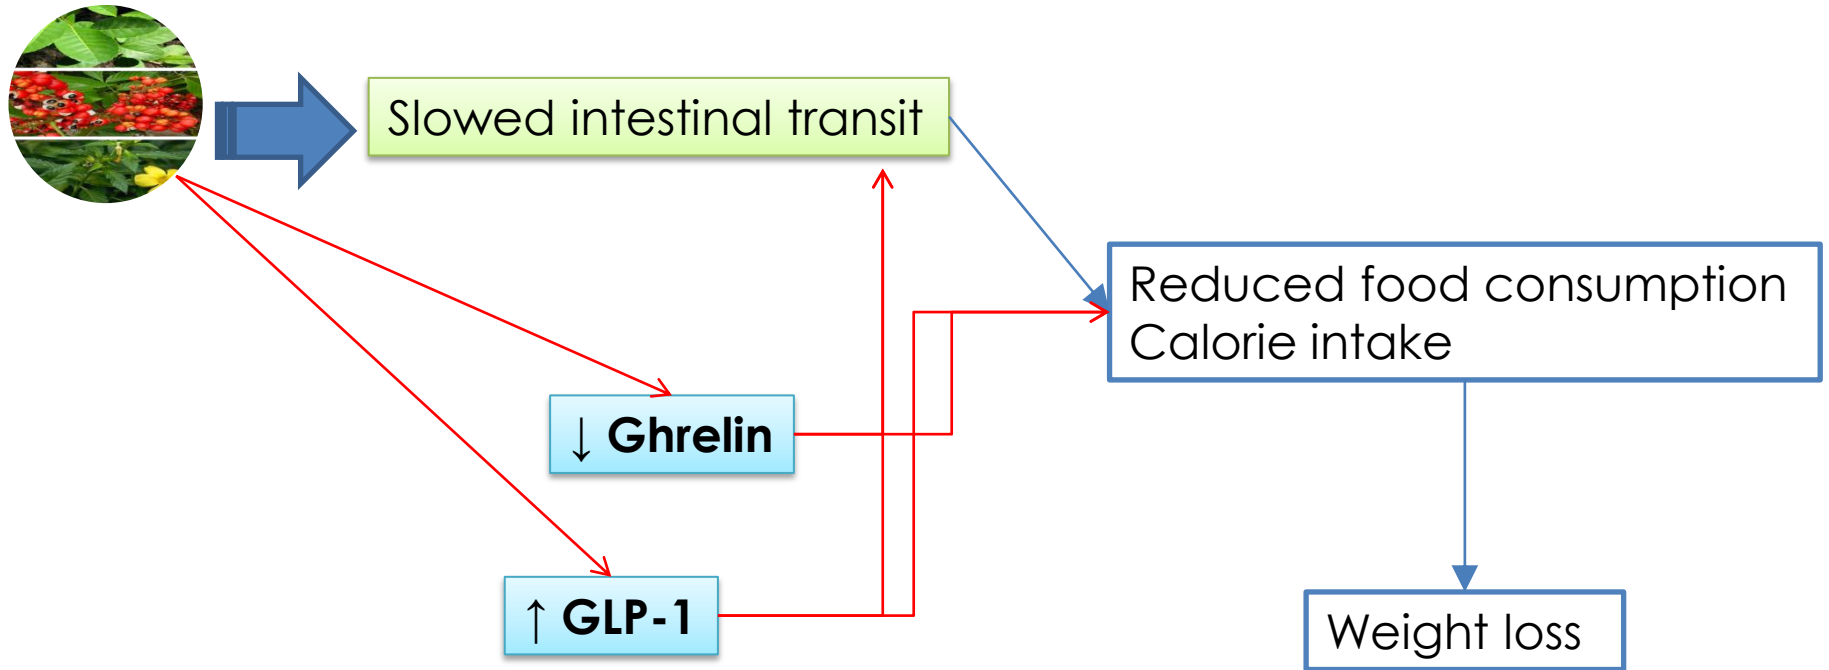 Slowed intestinal transit
Reduced food consumption
Calorie intake
↓ Ghrelin
↑ GLP-1
Weight loss